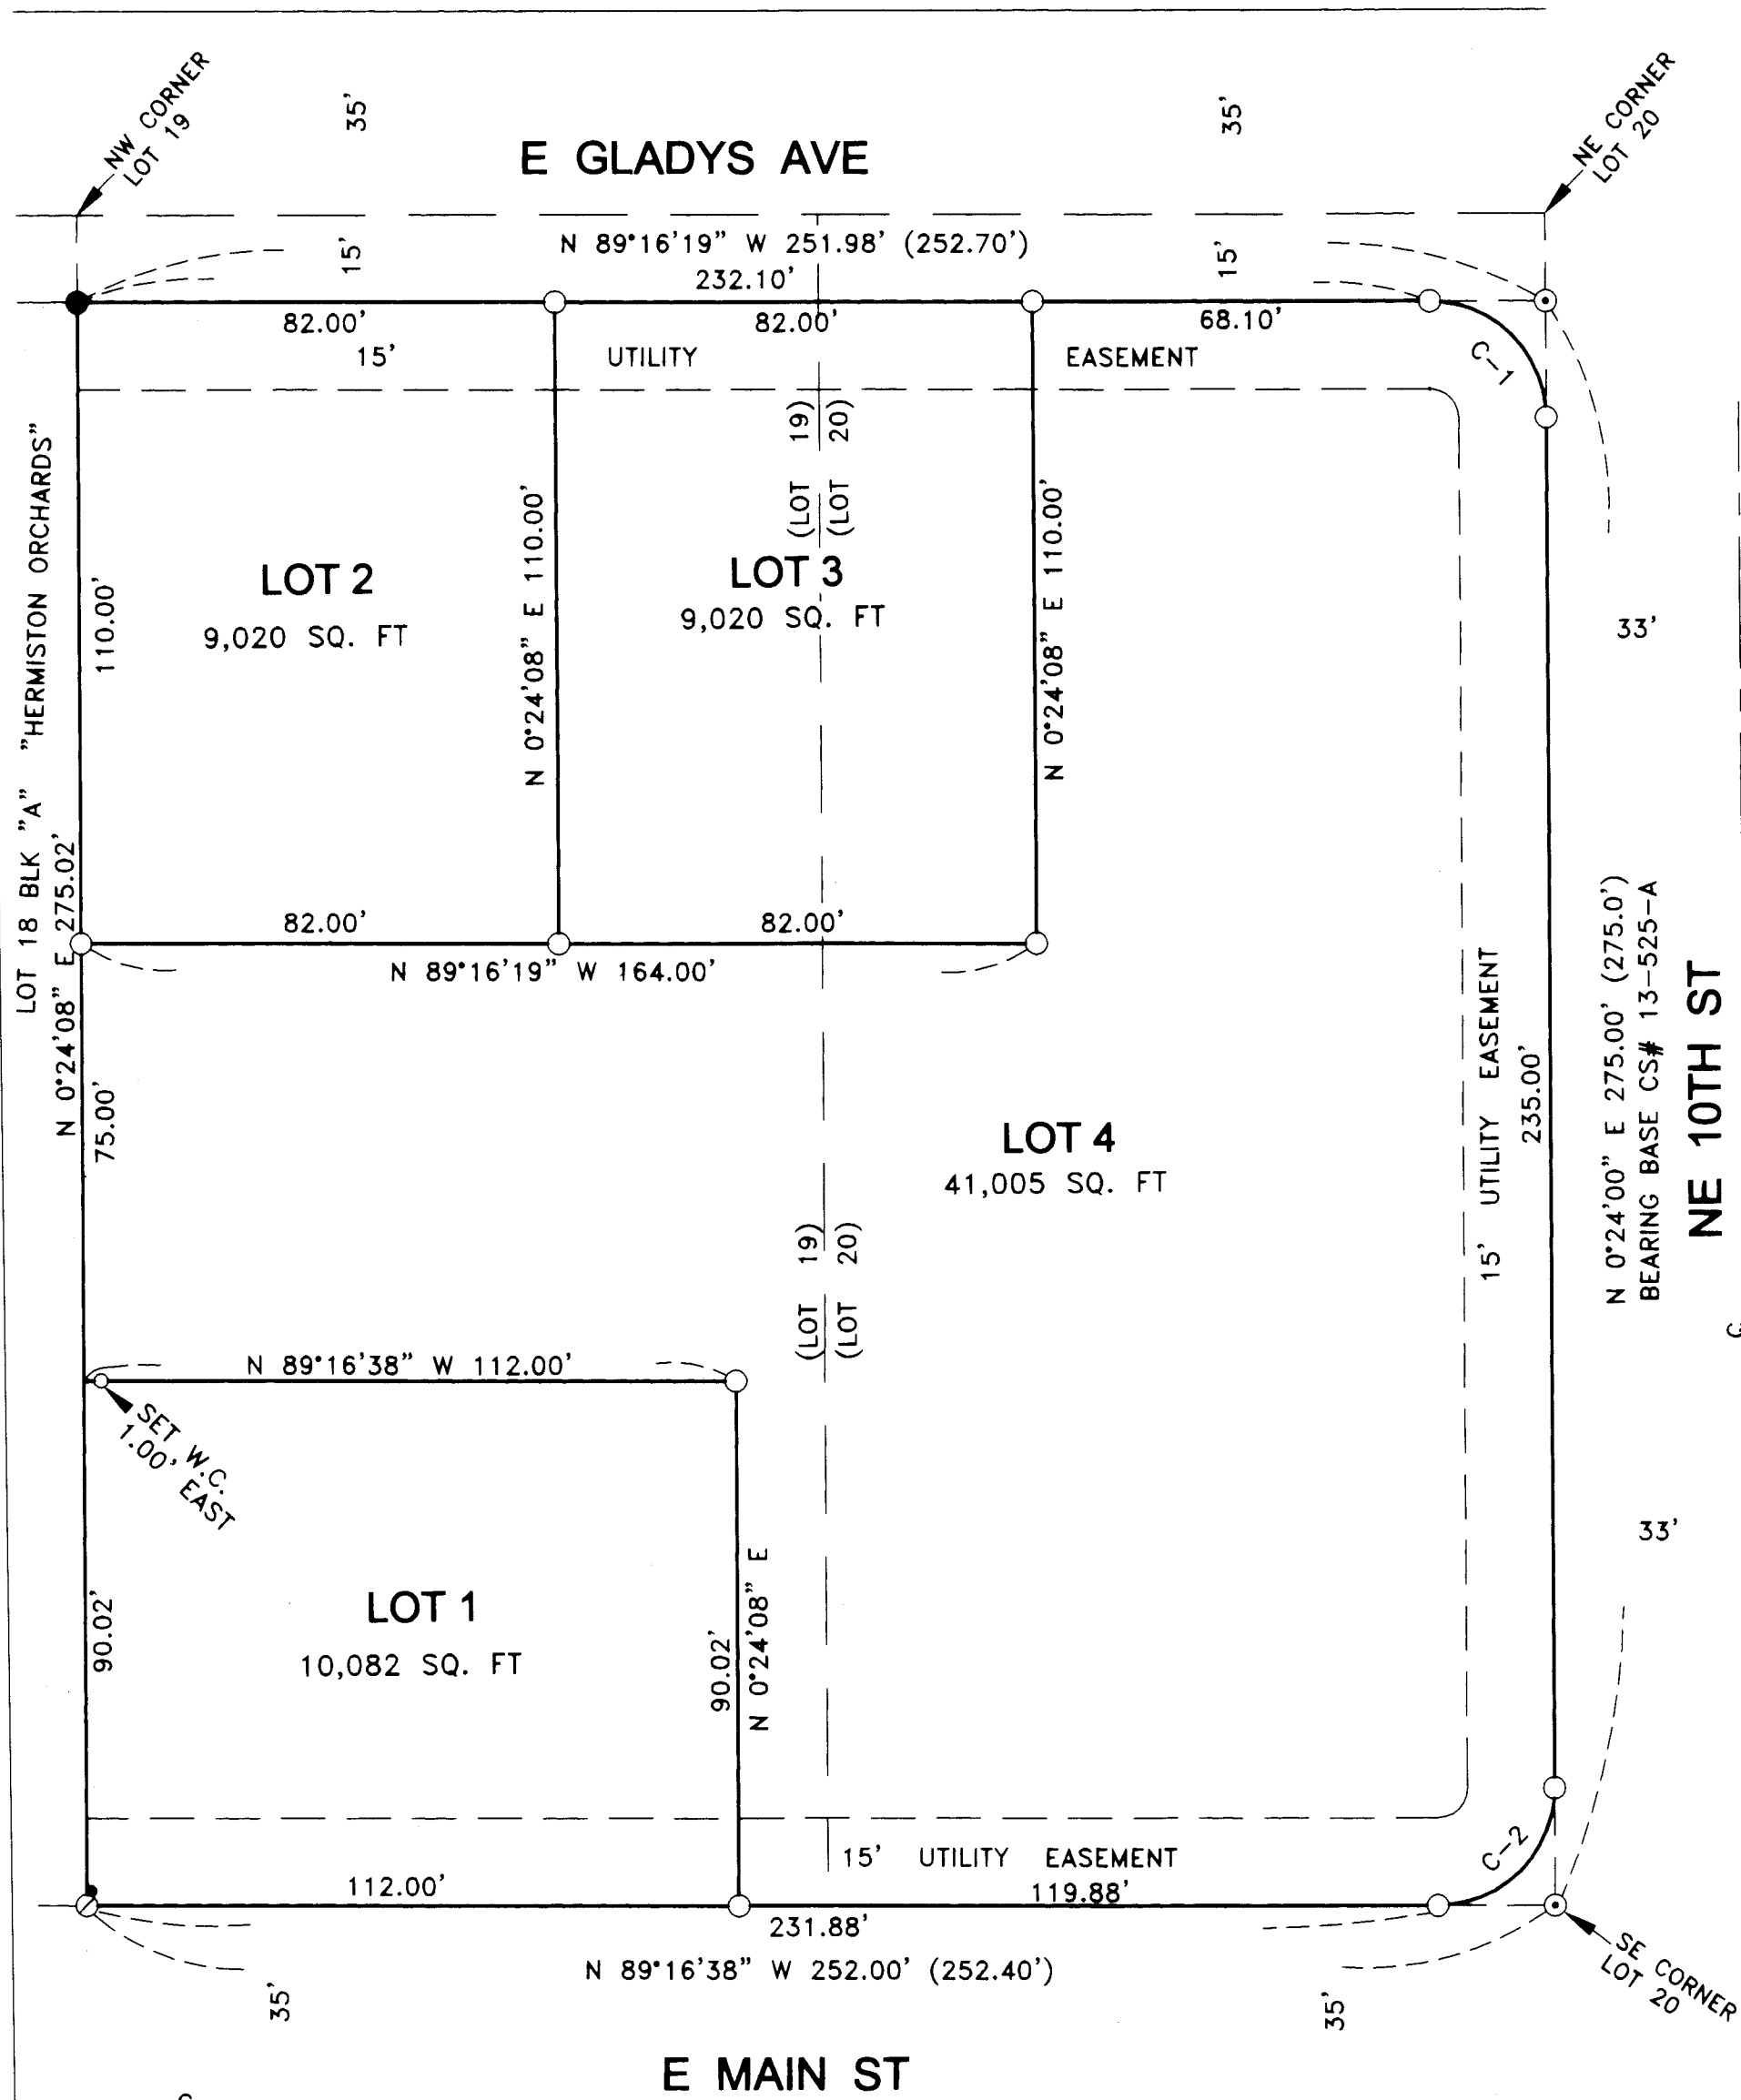 NW CORNER
LOT 19
35'
35'
NE CORNER
LOT 20
E GLADYS AVE
15'
N 89°16'19" W 251.98' (252.70')
15'
232.10'
82.00'
82.00'
68.10'
15' UTILITY EASEMENT
C-1
(LOT 19)
(LOT 20)
LOT 18 BLK "A" "HERMISTON ORCHARDS"
N 0°24'08" E 275.02'
110.00'
LOT 2
9,020 SQ. FT
N 0°24'08" E 110.00'
LOT 3
9,020 SQ. FT
N 0°24'08" E 110.00'
33'
82.00'
82.00'
N 89°16'19" W 164.00'
75.00'
LOT 4
41,005 SQ. FT
15' UTILITY EASEMENT
235.00'
N 0°24'00" E 275.00' (275.0')
BEARING BASE CS# 13-525-A
NE 10TH ST
(LOT 19)
(LOT 20)
N 89°16'38" W 112.00'
SET W.C.
1.00' EAST
33'
90.02'
LOT 1
10,082 SQ. FT
90.02'
N 0°24'08" E
15' UTILITY EASEMENT
C-2
112.00'
119.88'
231.88'
N 89°16'38" W 252.00' (252.40')
SE CORNER
LOT 20
35'
35'
E MAIN ST